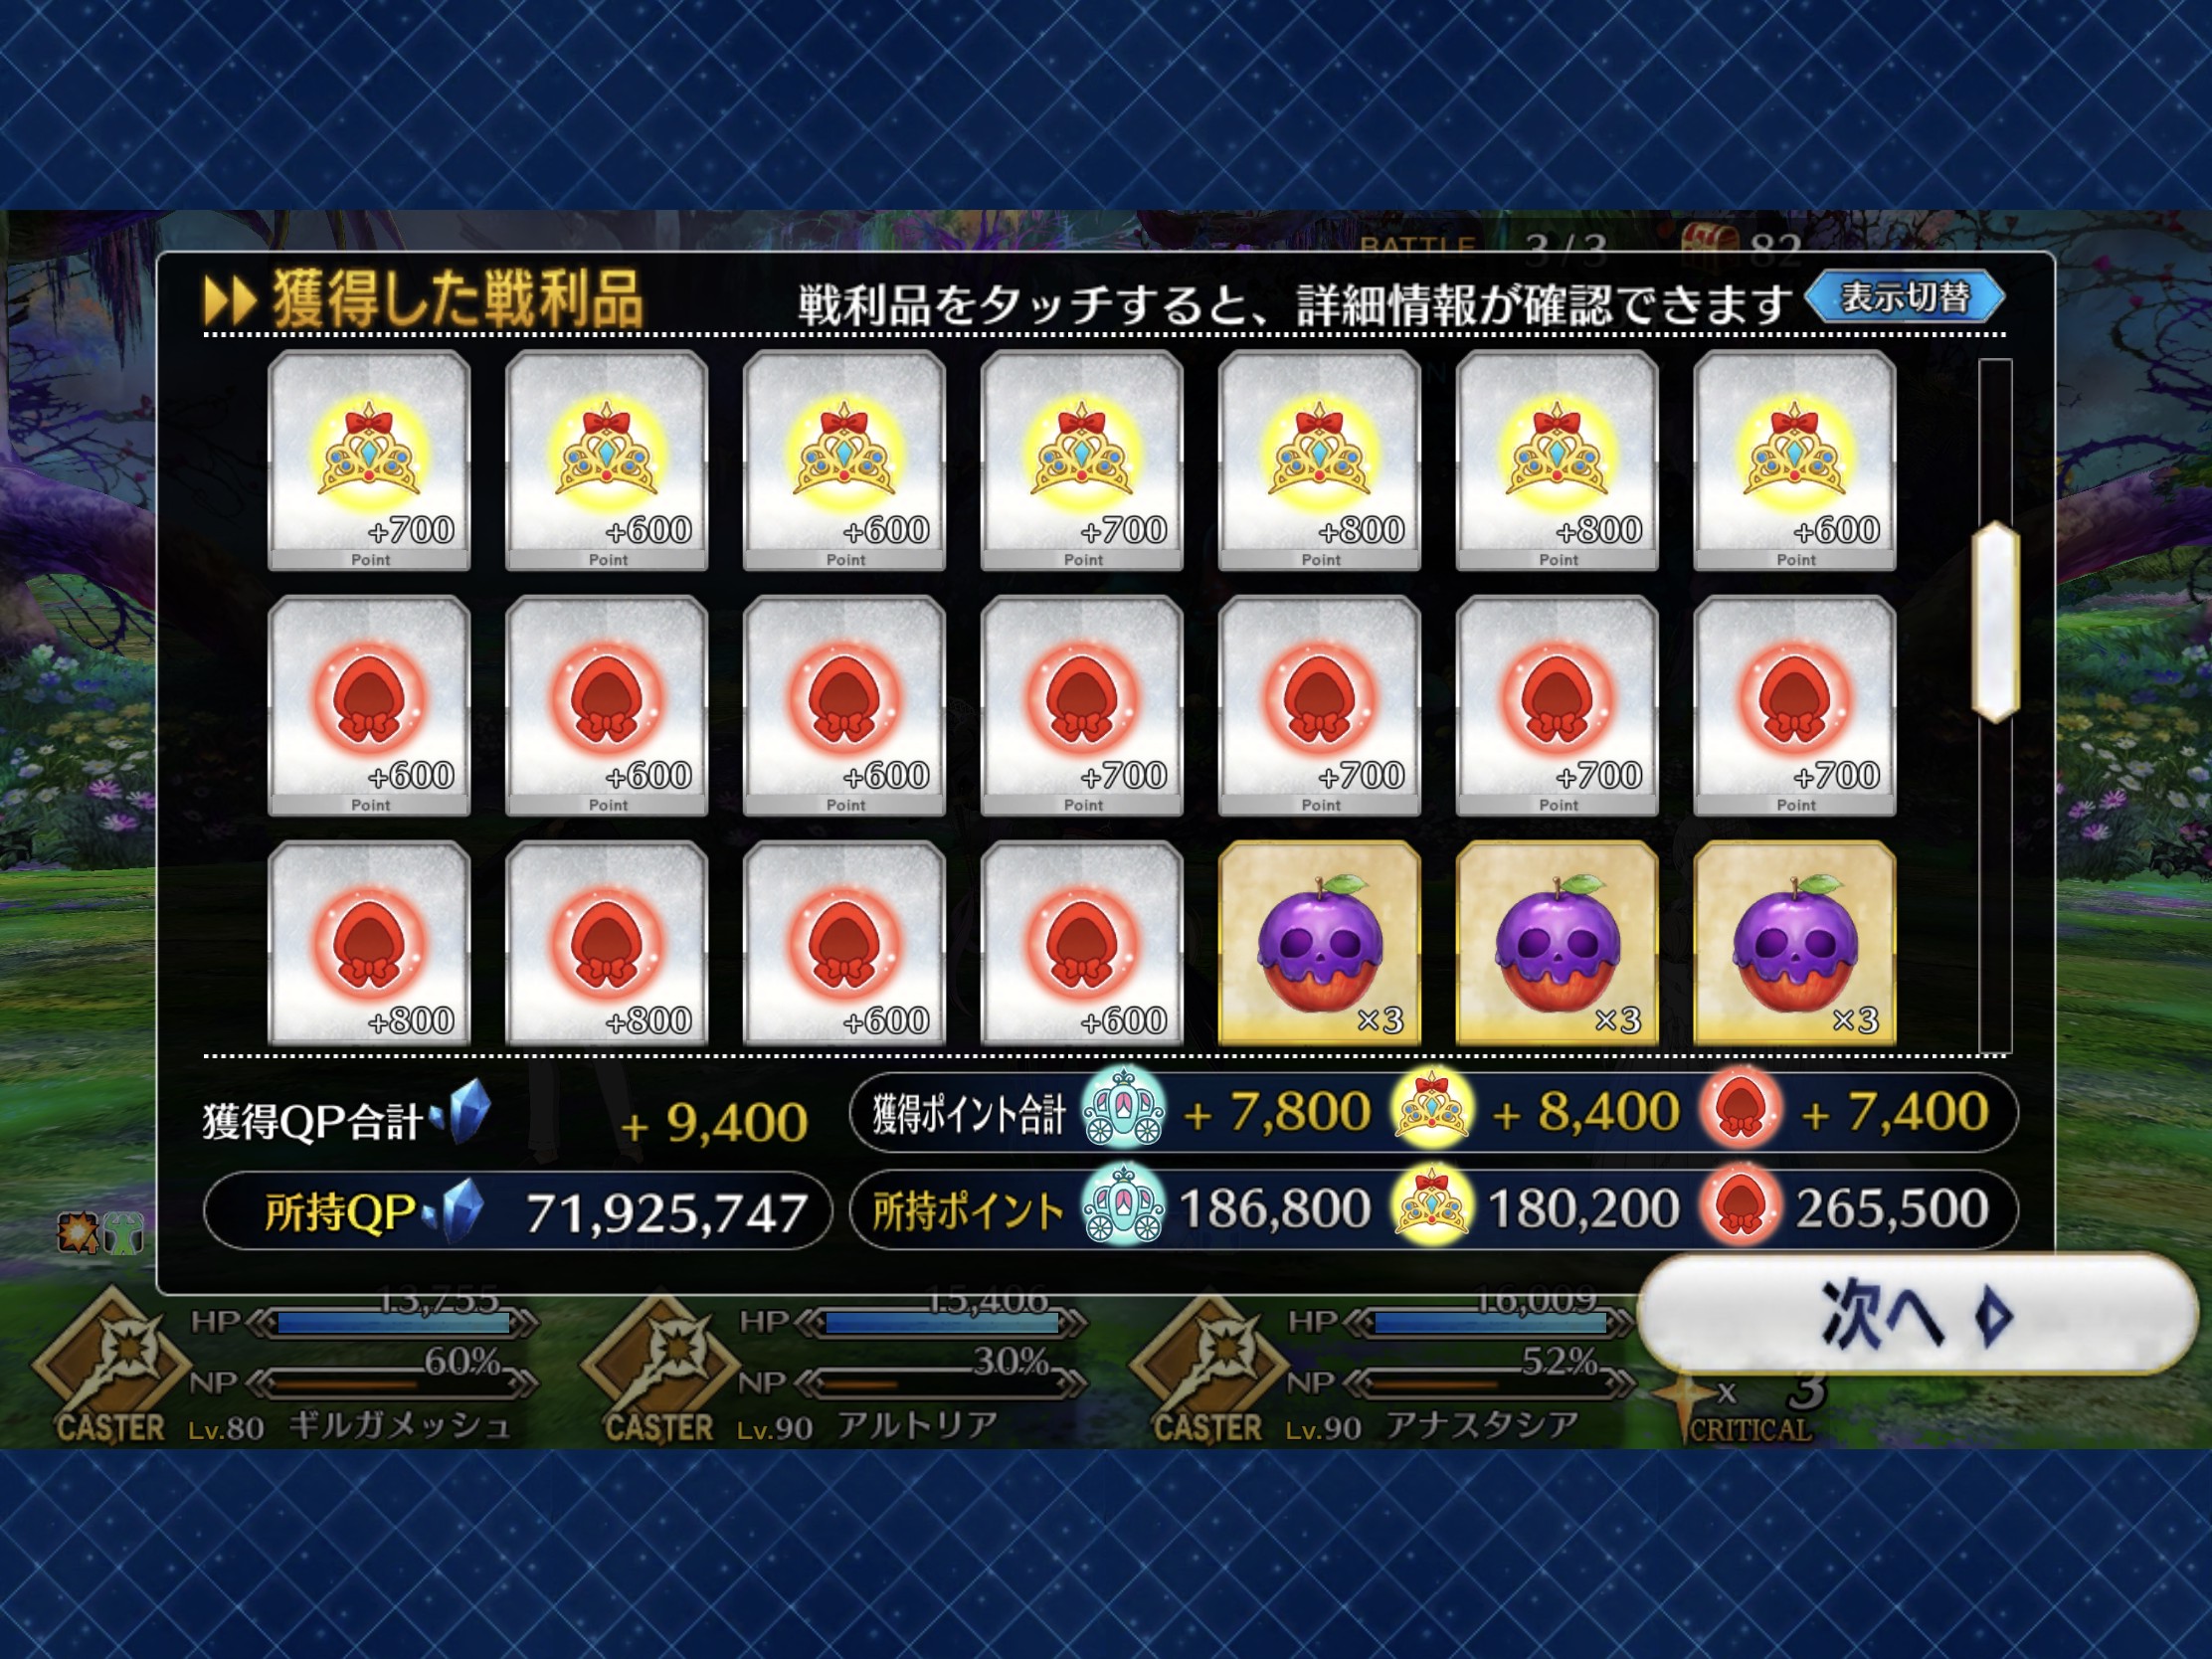 BATTLE 3/3 82
獲得した戦利品 戦利品をタッチすると、詳細情報が確認できます 表示切替
+700 +600 +600 +700 +800 +800 +600
Point Point Point Point Point Point Point
+600 +600 +600 +700 +700 +700 +700
Point Point Point Point Point Point Point
+800 +800 +600 +600 ×3 ×3 ×3
獲得QP合計 + 9,400 獲得ポイント合計 + 7,800 + 8,400 + 7,400
所持QP 71,925,747 所持ポイント 186,800 180,200 265,500
次へ
HP 13,755 HP 15,406 HP 16,009
NP 60% NP 30% NP 52%
x 3
CASTER Lv.80 ギルガメッシュ CASTER Lv.90 アルトリア CASTER Lv.90 アナスタシア CRITICAL